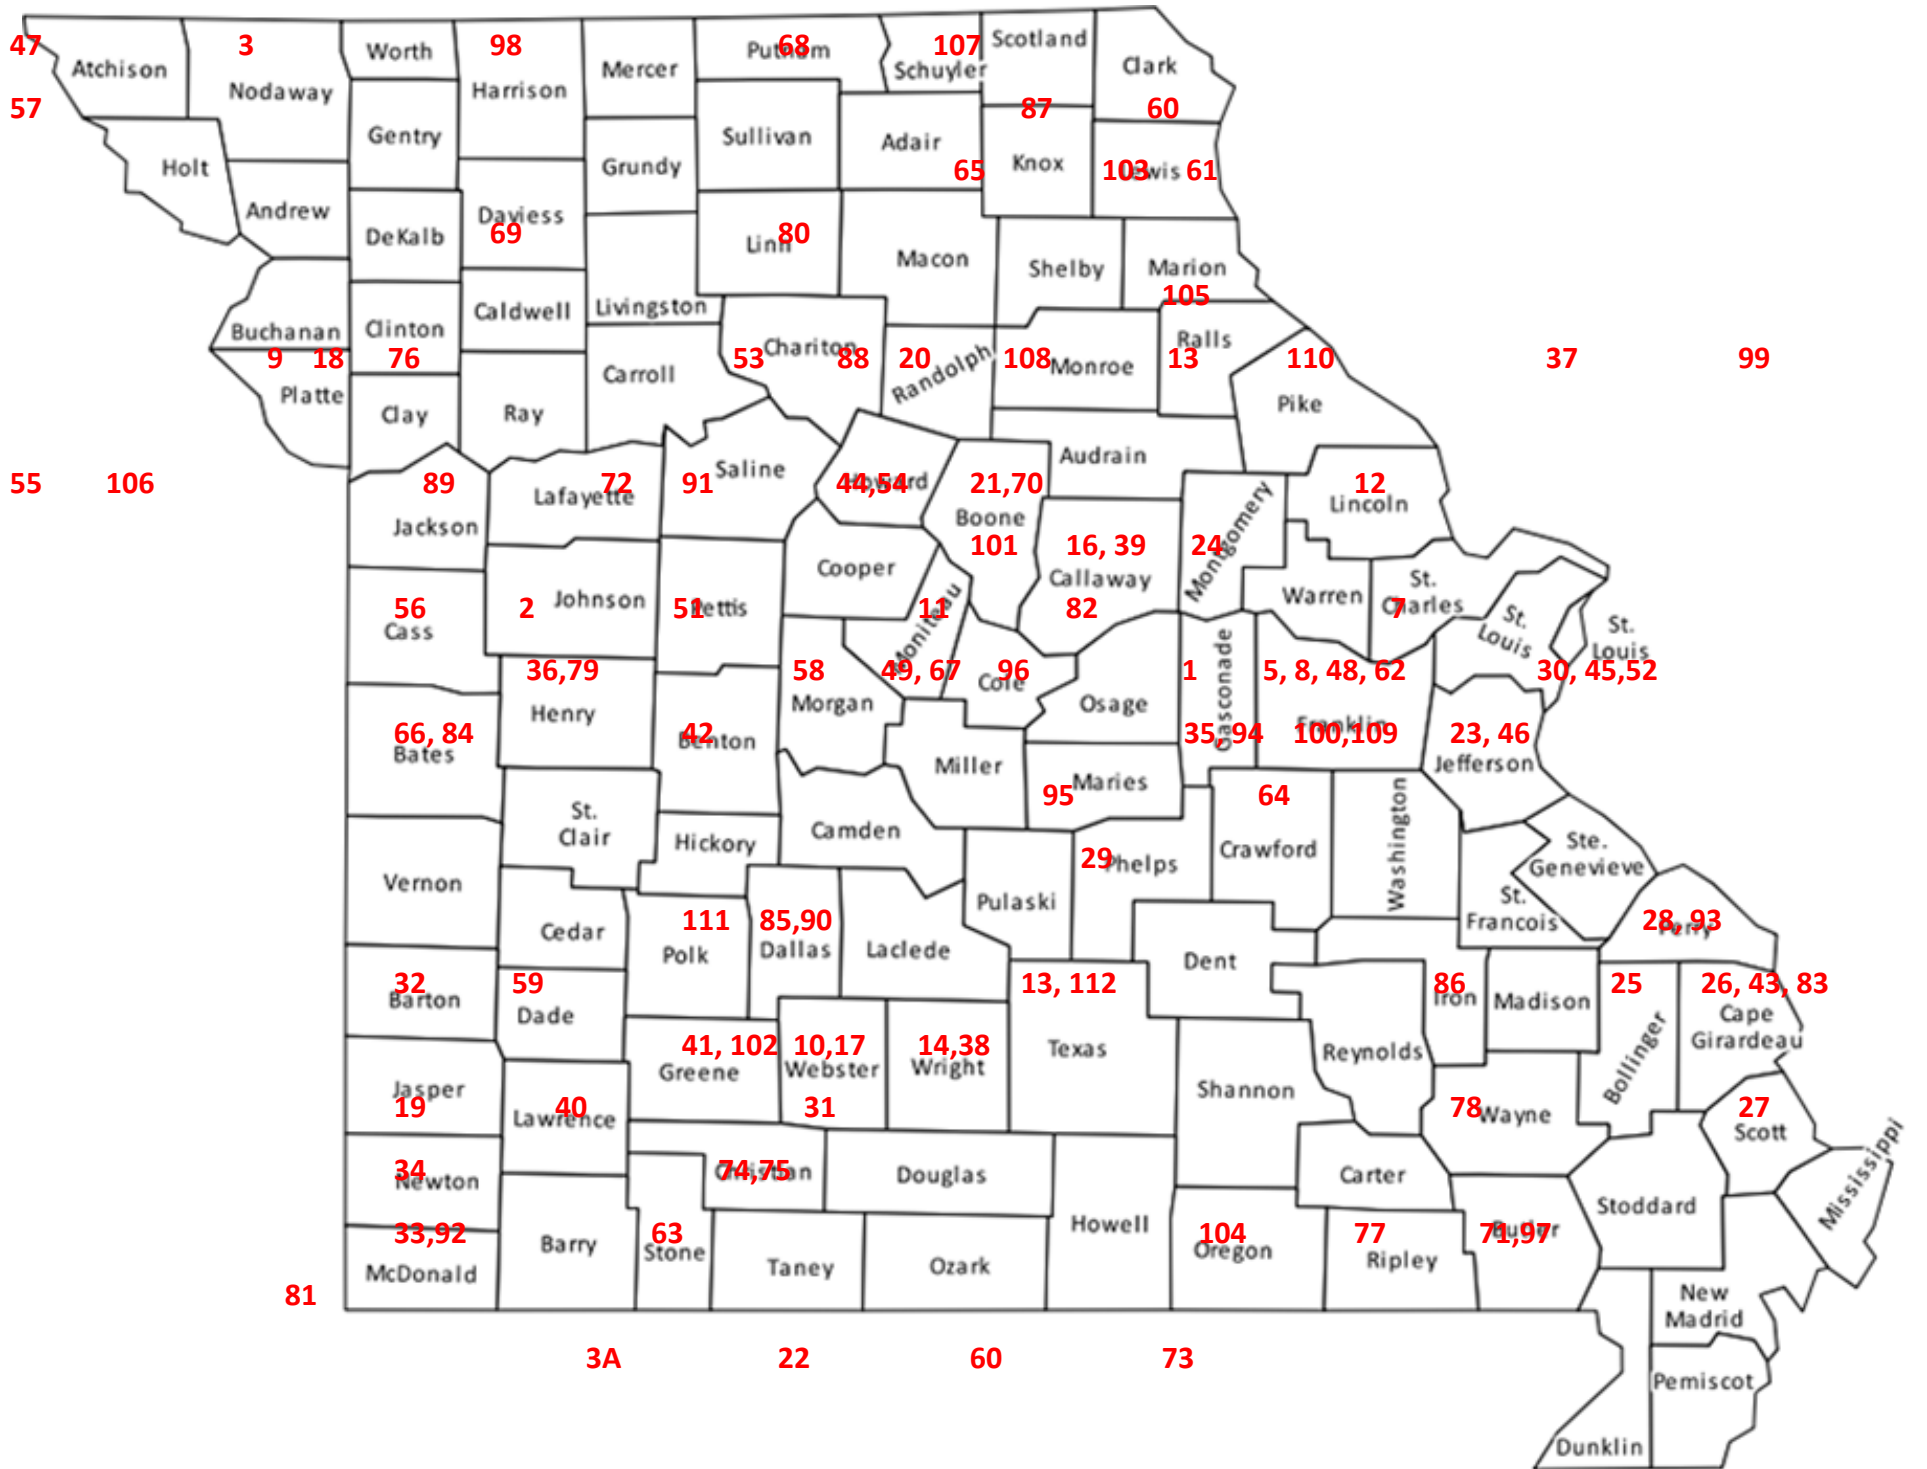 47 3 Worth 98 Putnam 68 107 Scotland
Atchison Nodaway Harrison Mercer Schuyler Clark
57 87 60
Gentry Sullivan Adair
Holt Grundy 65 Knox 103 Lewis 61
Andrew DeKalb Daviess
69 Linn 80 Macon Shelby Marion
105
Buchanan Clinton Caldwell Livingston Chariton Ralls
9 18 76 53 88 20 108 13 110 37 99
Platte Clay Ray Carroll Randolph Monroe Pike
Audrain
55 106 89 72 91 Saline 44,54 Howard 21,70 12
Jackson Lafayette Boone Montgomery Lincoln
101 16, 39 24
Cooper Callaway Warren St. Charles
56 2 Johnson 51 Pettis 11 82 7
Cass Moniteau St. Louis St. Louis
36,79 58 49, 67 96 1 5, 8, 48, 62 30, 45,52
Henry Morgan Cole Osage Gasconade
66, 84 42 35, 94 Franklin 100,109 23, 46
Bates Benton Miller Jefferson
95 Maries 64
St. Clair Hickory Camden Washington
29 Phelps Crawford Ste. Genevieve
Vernon Pulaski St. Francois
111 85,90 28, 93 Perry
Cedar Polk Dallas Laclede Dent
32 59 13, 112 86 25 26, 43, 83
Barton Dade Iron Madison Cape Girardeau
41, 102 10,17 14,38 Texas
Greene Webster Wright Reynolds Bollinger
Jasper Shannon
19 40 31 78 27
Lawrence Wayne Scott
34 74,75
Newton Christian Douglas Carter Mississippi
Stoddard
33,92 63 Howell 104 77 71,97 Butler
McDonald Barry Stone Taney Ozark Oregon Ripley
81 New Madrid
3A 22 60 73
Pemiscot
Dunklin